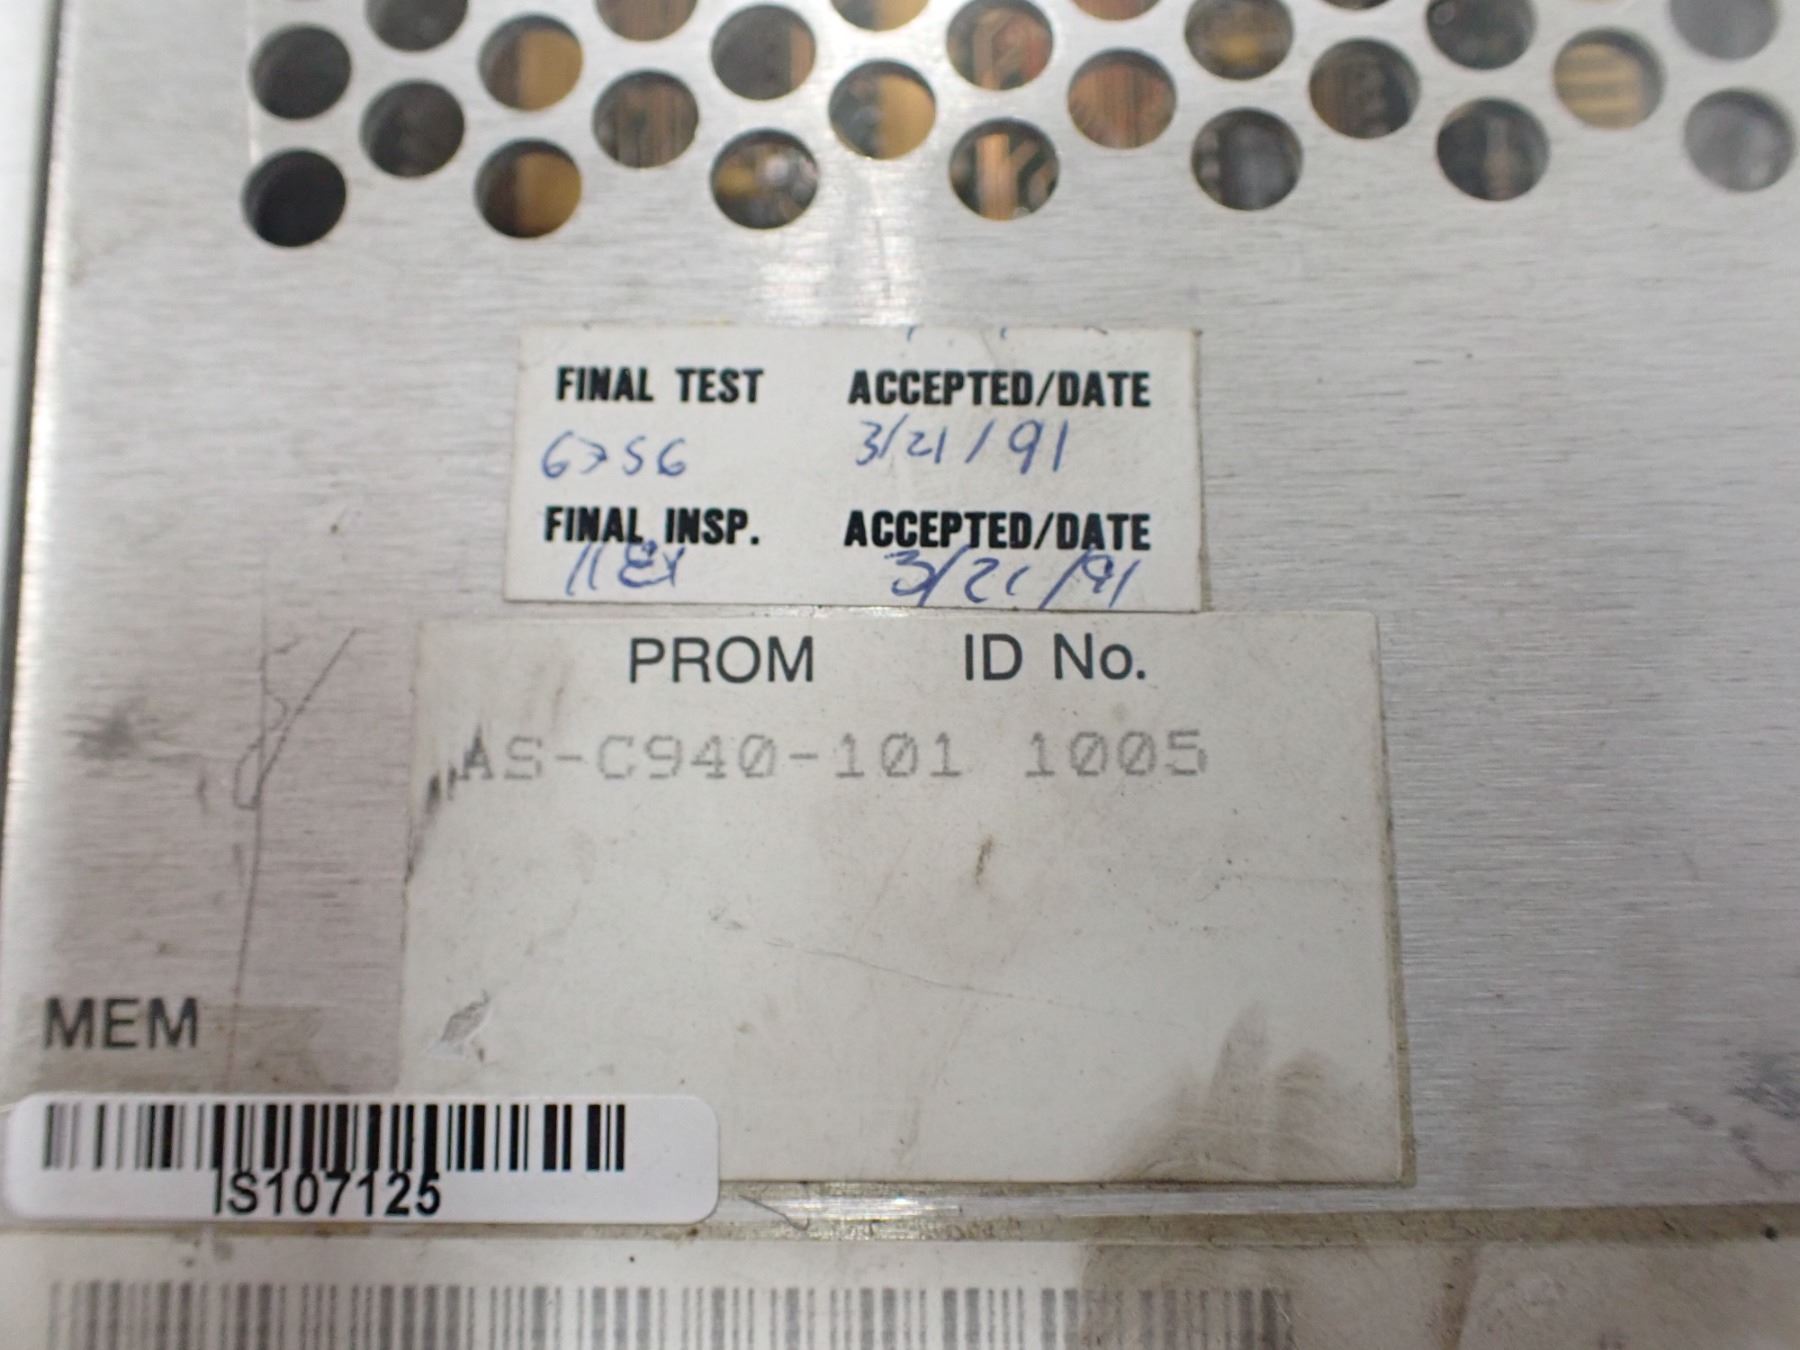 FINAL TEST ACCEPTED/DATE
6756 3/21/91
FINAL INSP. ACCEPTED/DATE
3/21/91
PROM ID No.
AS-C940-101 1005
MEM
IS107125